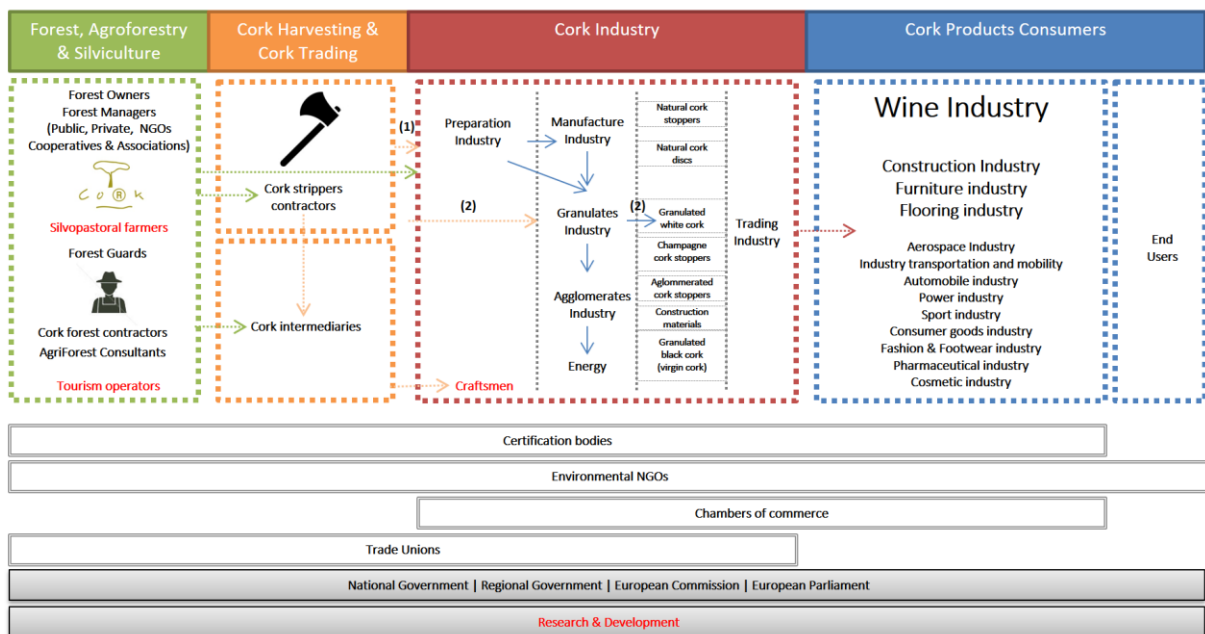 Forest, Agroforestry
& Silviculture
Cork Harvesting &
Cork Trading
Cork Industry
Cork Products Consumers
Forest Owners
Forest Managers
(Public, Private, NGOs
Cooperatives & Associations)
CoRk
Silvopastoral farmers
Forest Guards
Cork forest contractors
AgriForest Consultants
Tourism operators
Cork strippers
contractors
Cork intermediaries
(1)
(2)
Preparation
Industry
Craftsmen
Manufacture
Industry
Granulates
Industry
(2)
Agglomerates
Industry
Energy
Natural cork
stoppers
Natural cork
discs
Granulated
white cork
Champagne
cork stoppers
Aglommerated
cork stoppers
Construction
materials
Granulated
black cork
(virgin cork)
Trading
Industry
Wine Industry
Construction Industry
Furniture industry
Flooring industry
Aerospace Industry
Industry transportation and mobility
Automobile industry
Power industry
Sport industry
Consumer goods industry
Fashion & Footwear industry
Pharmaceutical industry
Cosmetic industry
End
Users
Certification bodies
Environmental NGOs
Chambers of commerce
Trade Unions
National Government | Regional Government | European Commission | European Parliament
Research & Development